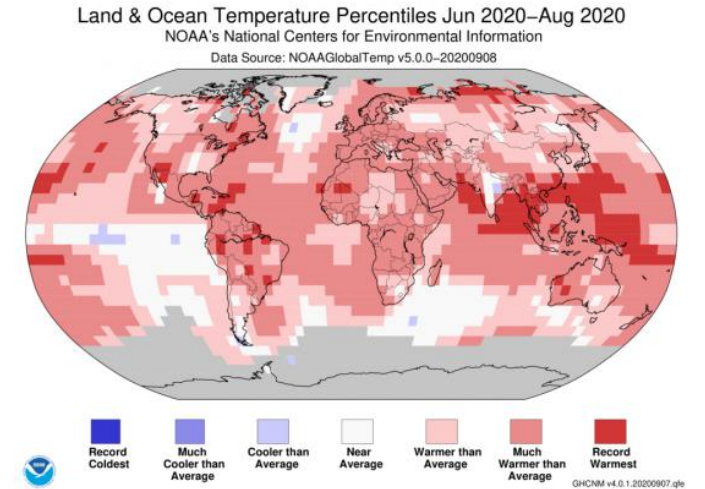 Land & Ocean Temperature Percentiles Jun 2020–Aug 2020
NOAA's National Centers for Environmental Information
Data Source: NOAAGlobalTemp v5.0.0–20200908
Record
Coldest
Much
Cooler than
Average
Cooler than
Average
Near
Average
Warmer than
Average
Much
Warmer than
Average
Record
Warmest
NOAA
GHCNM v4.0.1.20200907.qfe